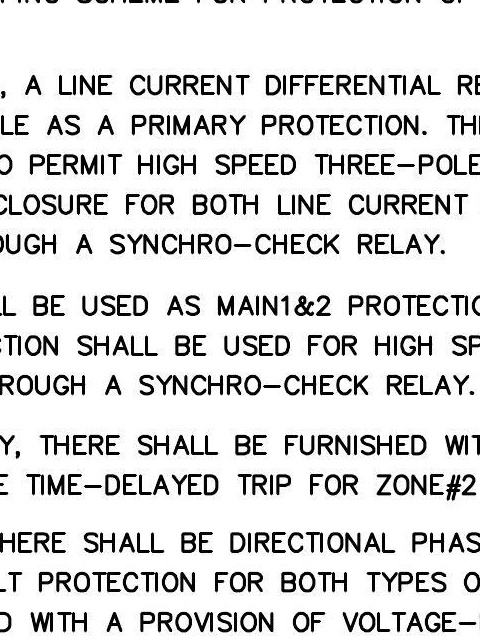 , A LINE CURRENT DIFFERENTIAL RE
LE AS A PRIMARY PROTECTION. TH
O PERMIT HIGH SPEED THREE-POLE
CLOSURE FOR BOTH LINE CURRENT
OUGH A SYNCHRO-CHECK RELAY.
LL BE USED AS MAIN1&2 PROTECTIO
CTION SHALL BE USED FOR HIGH SP
ROUGH A SYNCHRO-CHECK RELAY.
Y, THERE SHALL BE FURNISHED WIT
E TIME-DELAYED TRIP FOR ZONE#2
HERE SHALL BE DIRECTIONAL PHAS
LT PROTECTION FOR BOTH TYPES O
D WITH A PROVISION OF VOLTAGE-